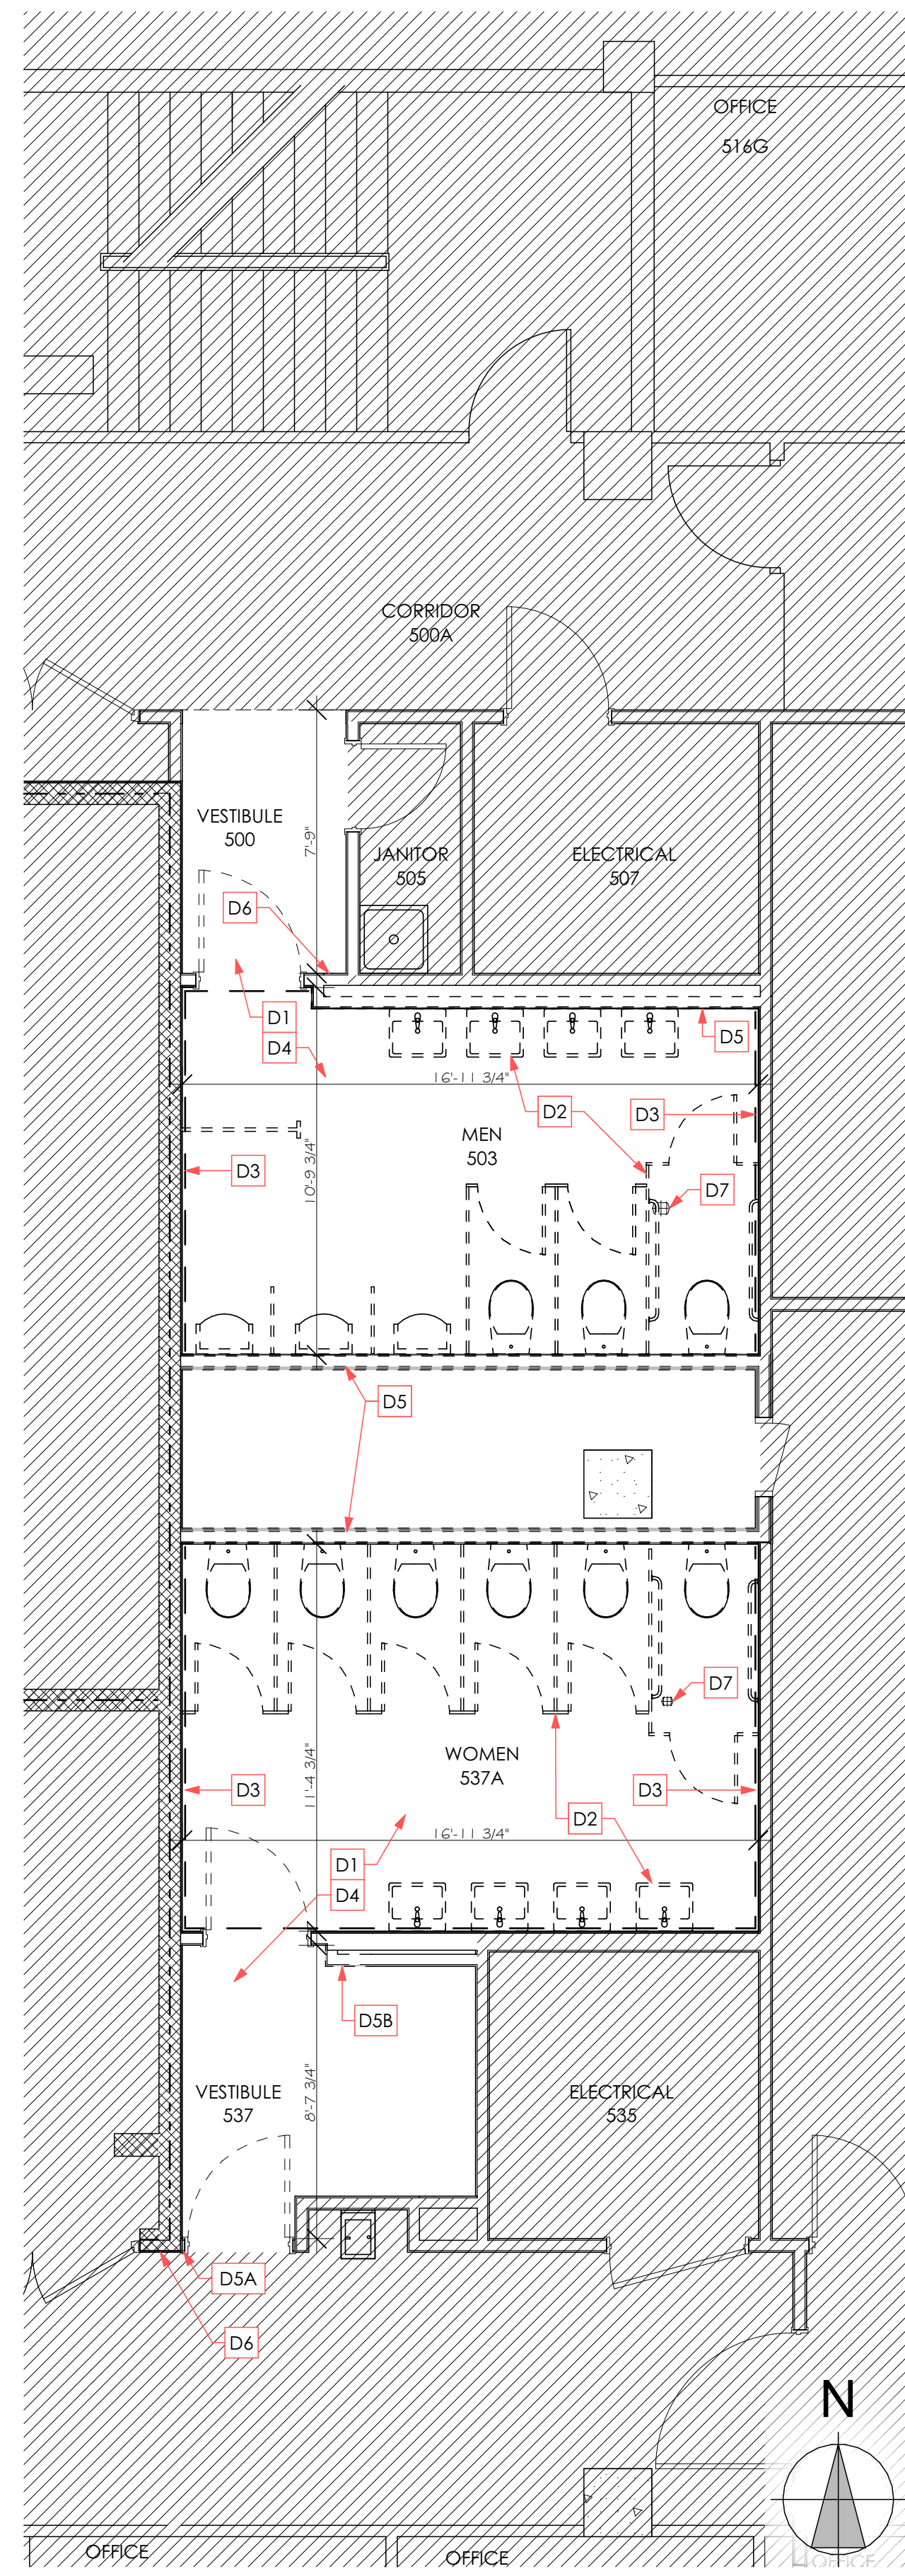 OFFICE
516G
CORRIDOR
500A
VESTIBULE
500
7'-9"
JANITOR
505
ELECTRICAL
507
D6
D1
D4
D5
16'-11 3/4"
D2
D3
MEN
503
10'-9 3/4"
D3
D7
D5
D7
WOMEN
537A
11'-4 3/4"
D3
D3
D2
16'-11 3/4"
D1
D4
D5B
VESTIBULE
537
8'-7 3/4"
ELECTRICAL
535
D5A
D6
N
OFFICE
OFFICE
OFFICE